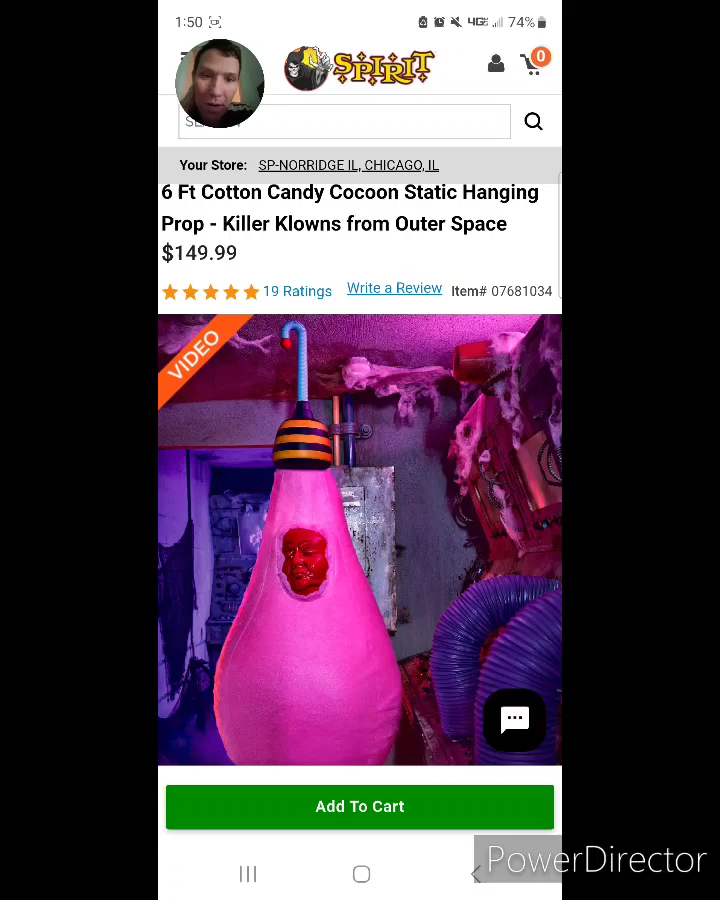 1:50
4GE
74%
SPIRIT
0
SE
Your Store: SP-NORRIDGE IL, CHICAGO, IL
6 Ft Cotton Candy Cocoon Static Hanging
Prop - Killer Klowns from Outer Space
$149.99
19 Ratings Write a Review Item# 07681034
VIDEO
Add To Cart
PowerDirector